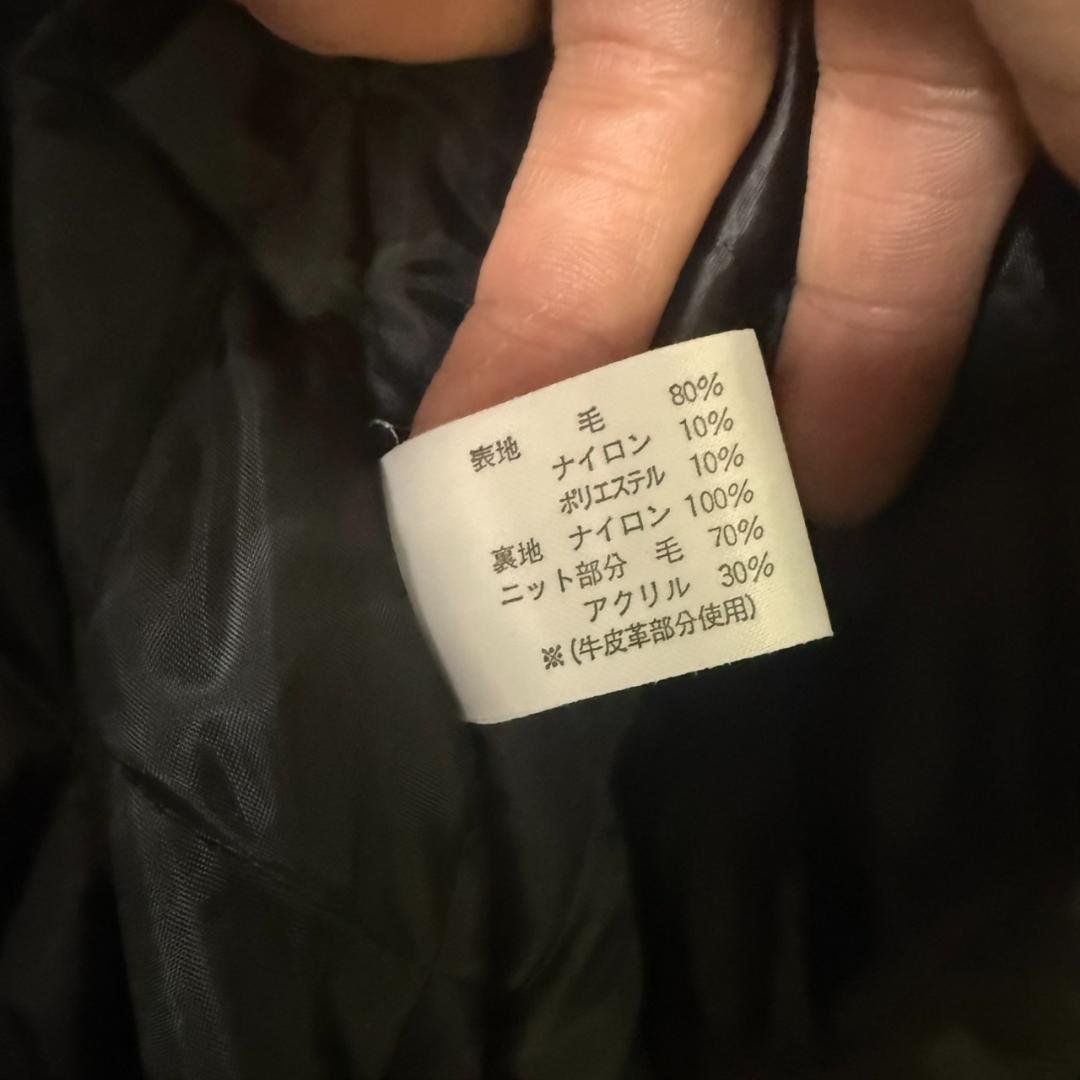 表地 毛 80%
ナイロン 10%
ポリエステル 10%
裏地 ナイロン 100%
ニット部分 毛 70%
アクリル 30%
※(牛皮革部分使用)